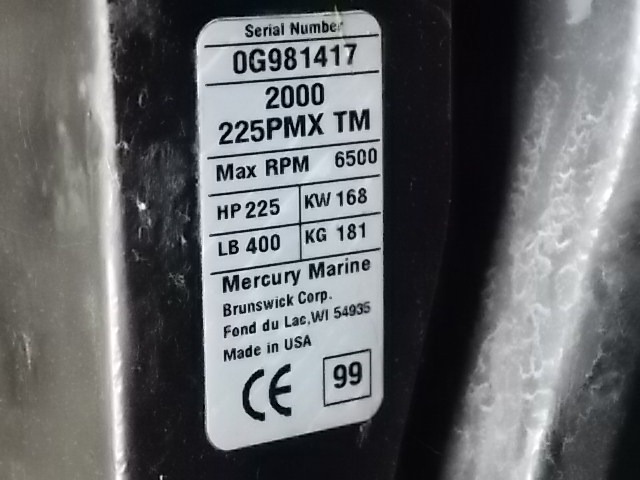 Serial Number
0G981417
2000
225PMX TM
Max RPM 6500
HP 225 KW 168
LB 400 KG 181
Mercury Marine
Brunswick Corp.
Fond du Lac, WI 54935
Made in USA
CE 99